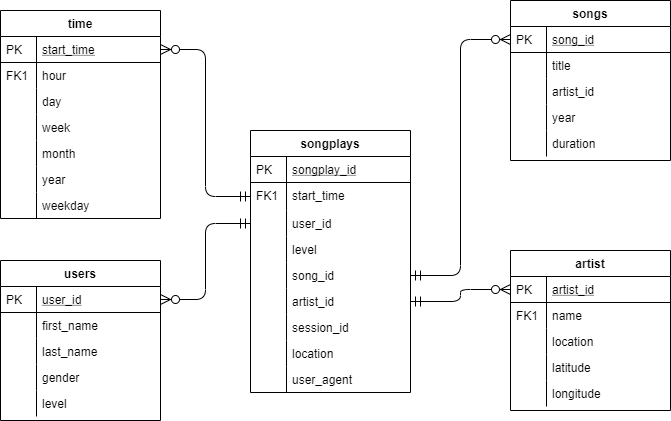 time
PK start_time
FK1 hour
day
week
month
year
weekday
users
PK user_id
first_name
last_name
gender
level
songplays
PK songplay_id
FK1 start_time
user_id
level
song_id
artist_id
session_id
location
user_agent
songs
PK song_id
title
artist_id
year
duration
artist
PK artist_id
FK1 name
location
latitude
longitude